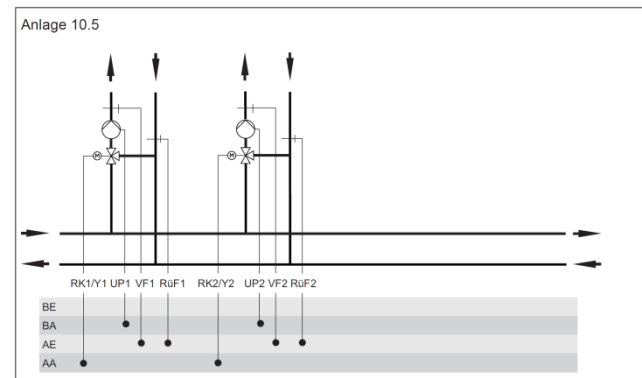 Anlage 10.5
M M
RK1/Y1 UP1 VF1 RüF1 RK2/Y2 UP2 VF2 RüF2
BE
BA
AE
AA